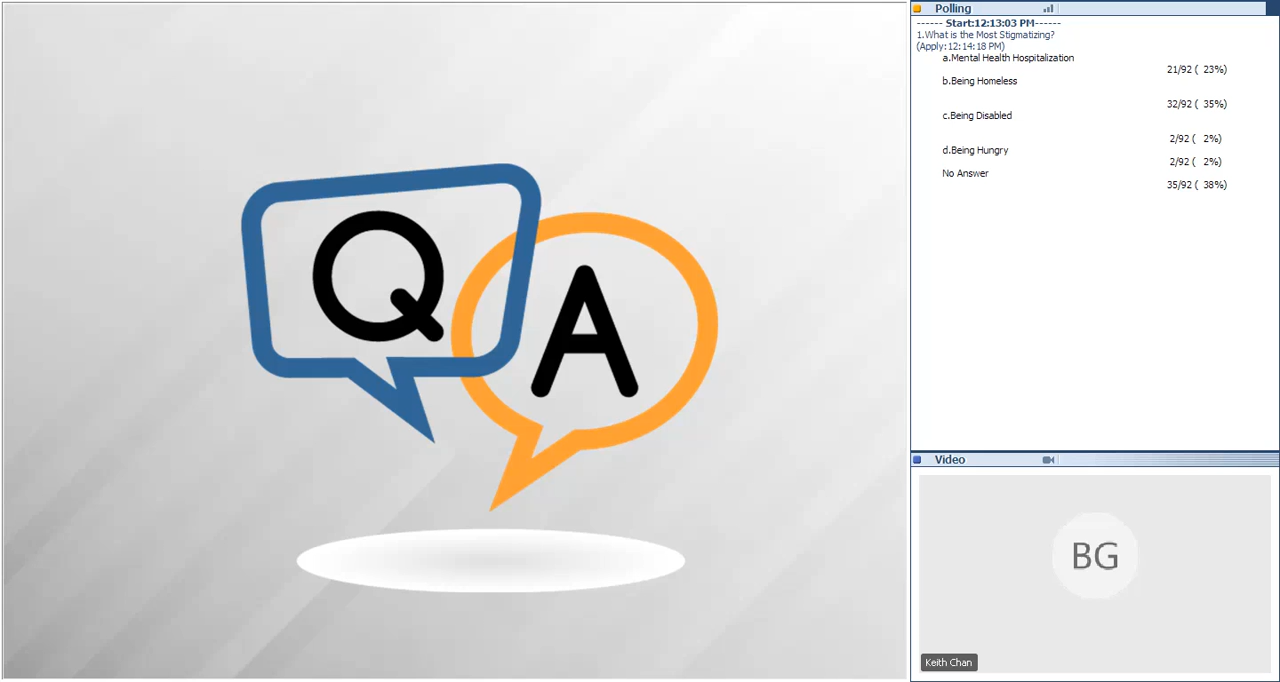 Q
A
Polling
------ Start:12:13:03 PM------
1.What is the Most Stigmatizing?
(Apply:12:14:18 PM)
a.Mental Health Hospitalization
21/92 ( 23%)
b.Being Homeless
32/92 ( 35%)
c.Being Disabled
2/92 ( 2%)
d.Being Hungry
2/92 ( 2%)
No Answer
35/92 ( 38%)
Video
BG
Keith Chan